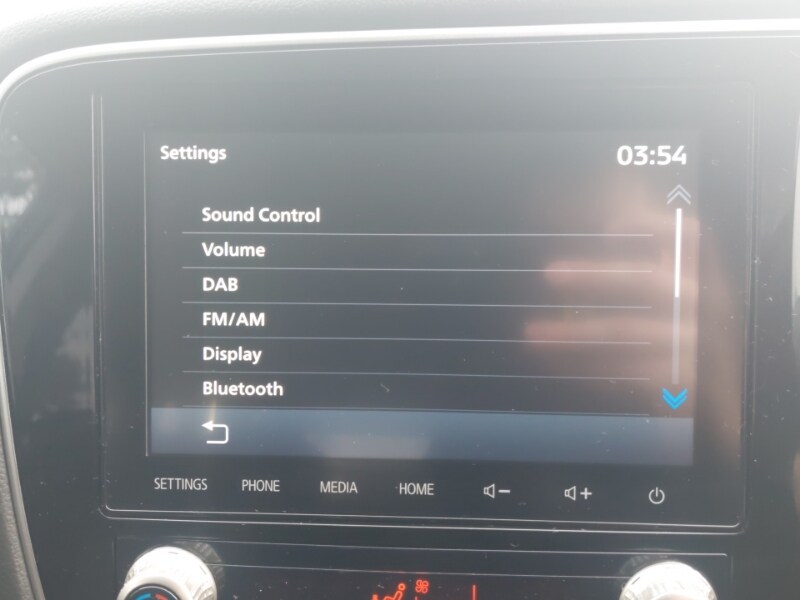 Settings 03:54
Sound Control
Volume
DAB
FM/AM
Display
Bluetooth
SETTINGS PHONE MEDIA HOME